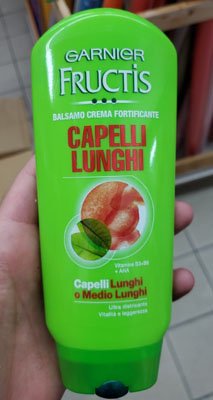 GARNIER
FRUCTIS
BALSAMO CREMA FORTIFICANTE
CAPELLI
LUNGHI
Vitamine B3+B6
+ AHA
Capelli Lunghi
o Medio Lunghi
Ultra districante
Vitalità e leggerezza